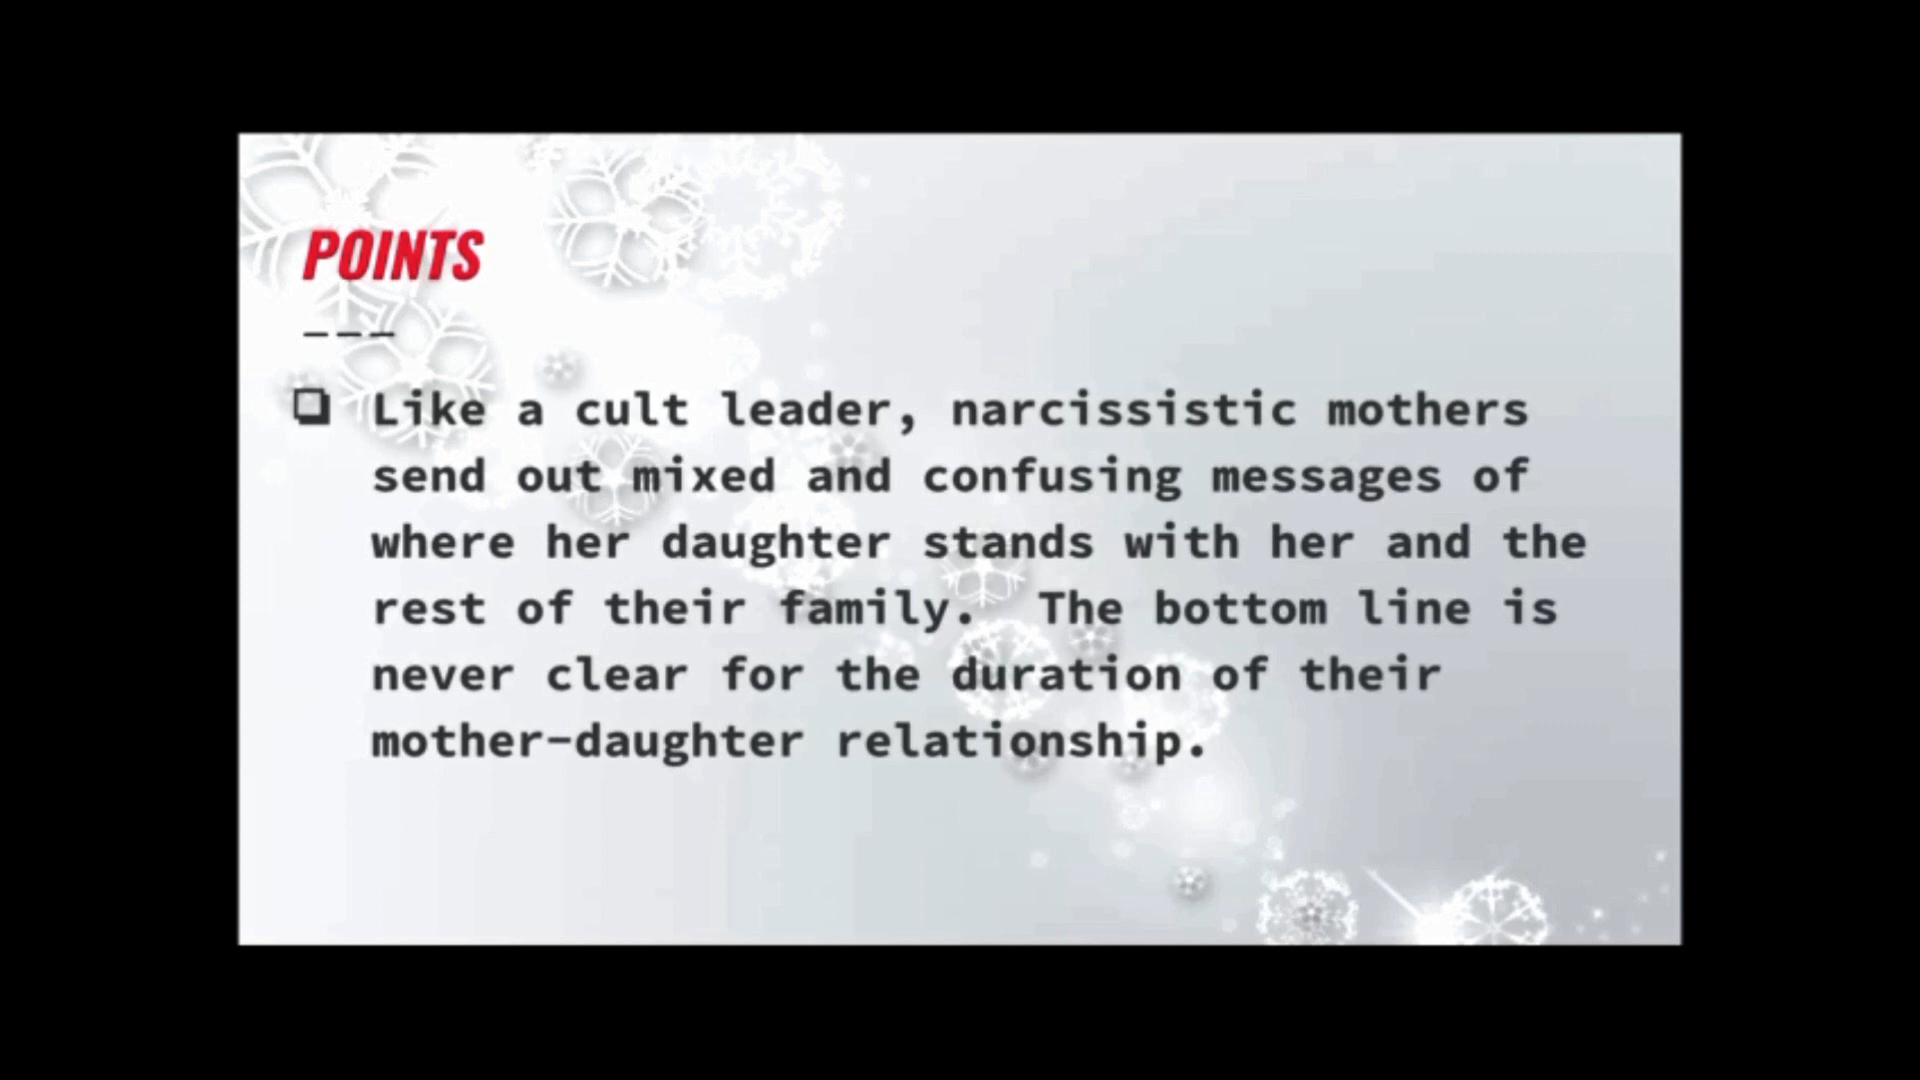 POINTS
---
❑ Like a cult leader, narcissistic mothers
send out mixed and confusing messages of
where her daughter stands with her and the
rest of their family.  The bottom line is
never clear for the duration of their
mother-daughter relationship.